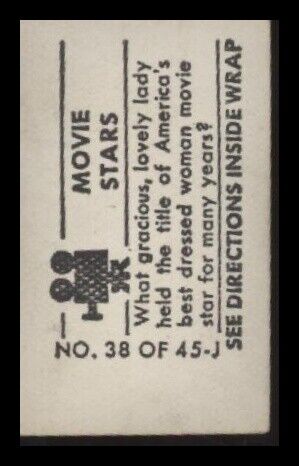 MOVIE
STARS
What gracious, lovely lady
held the title of America's
best dressed woman movie
star for many years?
SEE DIRECTIONS INSIDE WRAP
NO. 38 OF 45-J